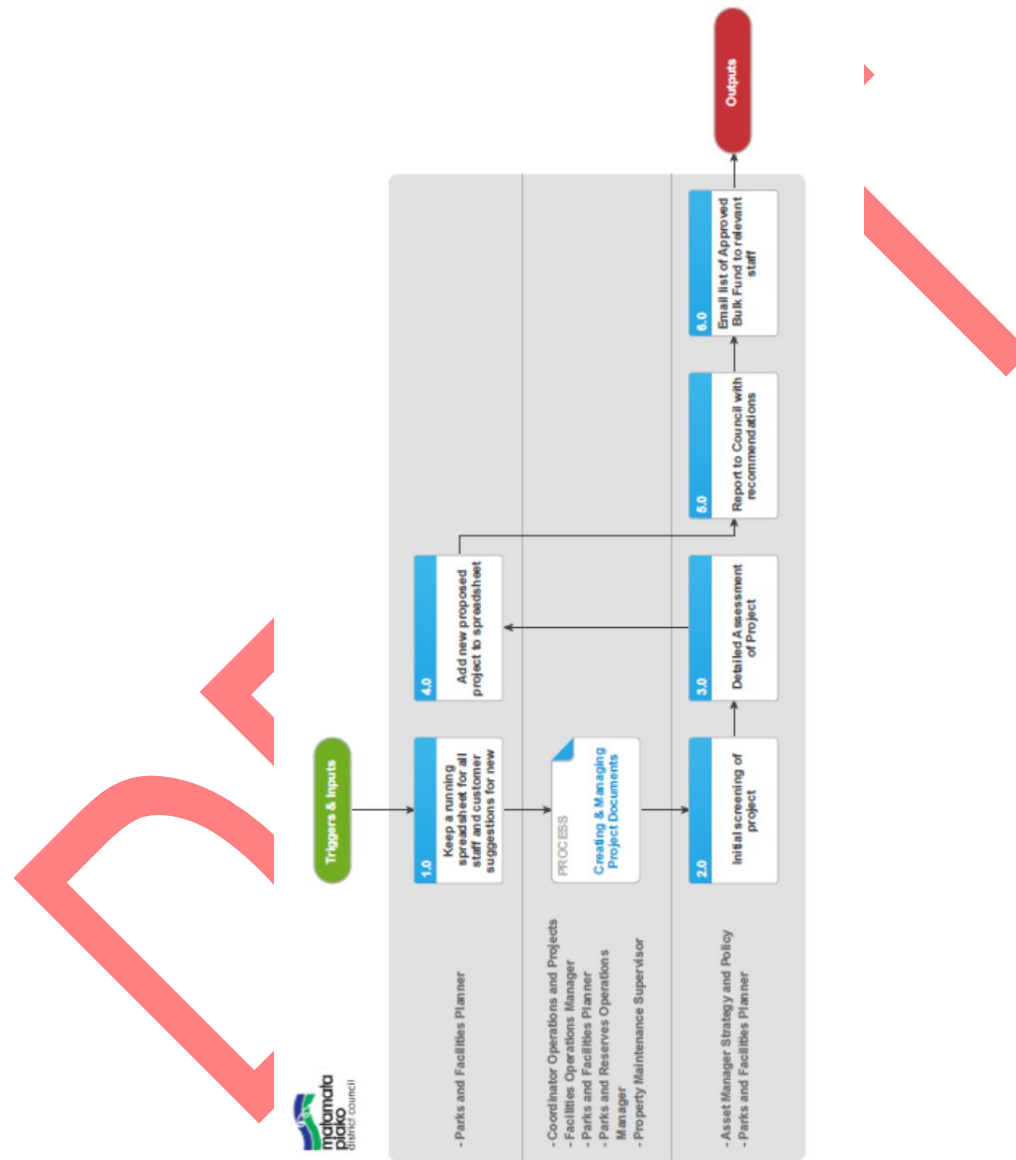 matamata
piako
district council
Triggers & Inputs
- Parks and Facilities Planner
1.0
Keep a running
spreadsheet for all
staff and customer
suggestions for new
4.0
Add new proposed
project to spreadsheet
- Coordinator Operations and Projects
- Facilities Operations Manager
- Parks and Facilities Planner
- Parks and Reserves Operations
Manager
- Property Maintenance Supervisor
PROCESS
Creating & Managing
Project Documents
- Asset Manager Strategy and Policy
- Parks and Facilities Planner
2.0
Initial screening of
project
3.0
Detailed Assessment
of Project
5.0
Report to Council with
recommendations
6.0
Email list of Approved
Bulk Fund to relevant
staff
Outputs